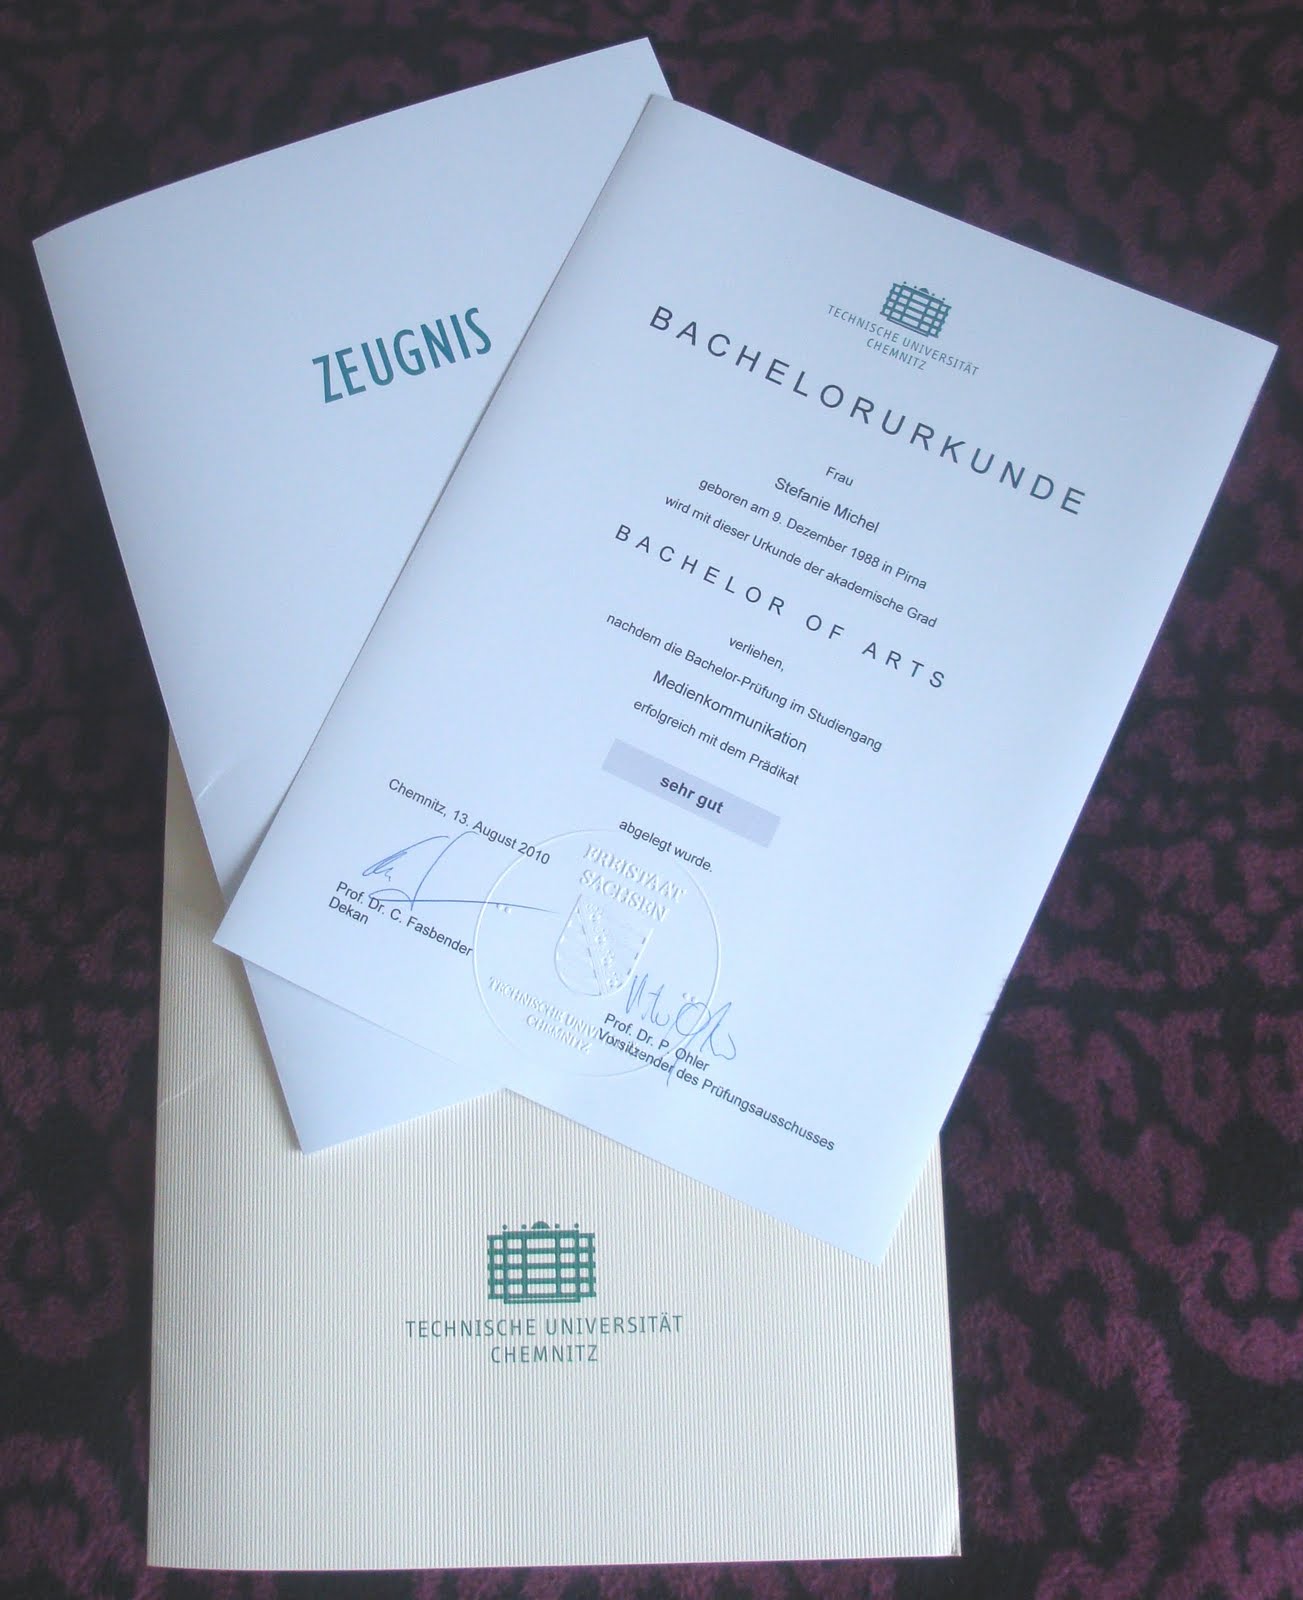 ZEUGNIS
TECHNISCHE UNIVERSITÄT
CHEMNITZ
BACHELORURKUNDE
Frau
Stefanie Michel
geboren am 9. Dezember 1988 in Pirna
wird mit dieser Urkunde der akademische Grad
BACHELOR OF ARTS
verliehen,
nachdem die Bachelor-Prüfung im Studiengang
Medienkommunikation
erfolgreich mit dem Prädikat
sehr gut
abgelegt wurde.
Chemnitz, 13. August 2010
Prof. Dr. C. Fasbender
Dekan
FREISTAAT
SACHSEN
TECHNISCHE UNIVERSITÄT
CHEMNITZ
Prof. Dr. P. Ohler
Vorsitzender des Prüfungsausschusses
TECHNISCHE UNIVERSITÄT
CHEMNITZ